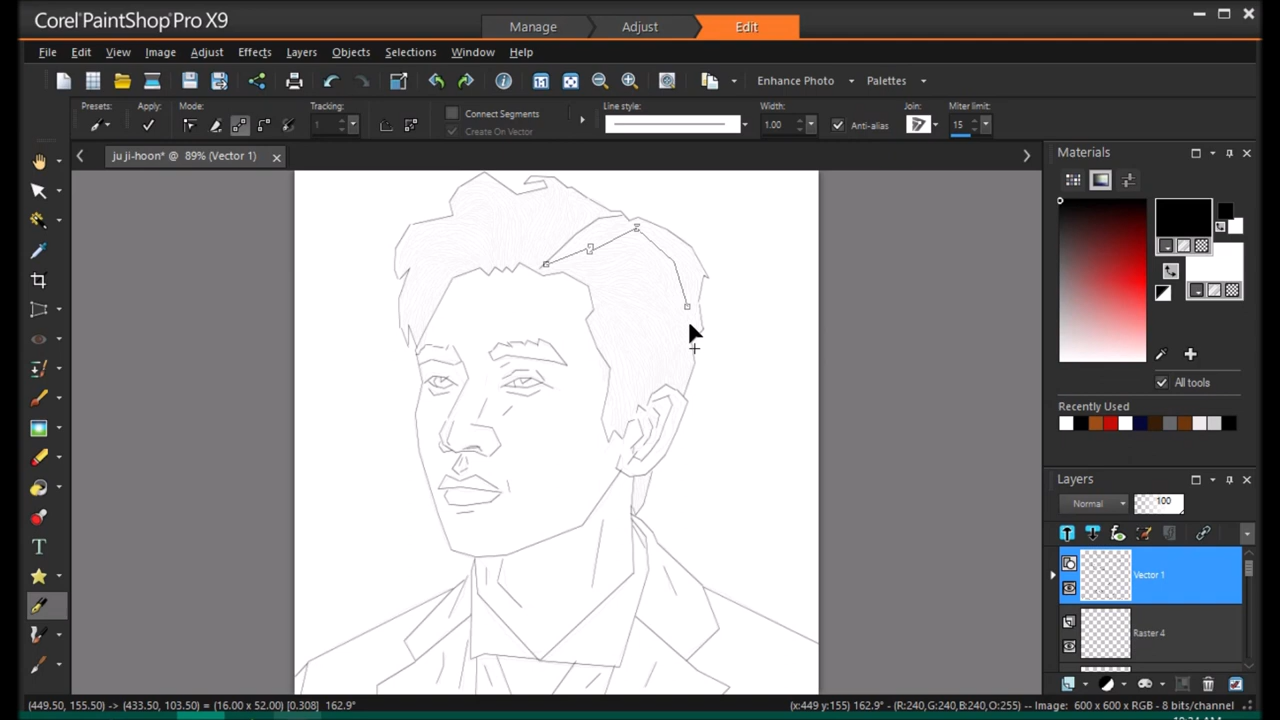 Corel PaintShop Pro X9
Manage
Adjust
Edit
File Edit View Image Adjust Effects Layers Objects Selections Window Help
Enhance Photo
Palettes
Presets: Apply: Mode: Tracking: Connect Segments Line style: Width: Join: Miter limit:
1
Create On Vector
1.00
Anti-alias
15
ju ji-hoon* @ 89% (Vector 1)
Materials
All tools
Recently Used
Layers
Normal
100
Vector 1
Raster 4
T
(449.50, 155.50) -> (433.50, 103.50) = (16.00 x 52.00) [0.308] 162.9°
(x:449 y:155) 162.9° - (R:240,G:240,B:240,O:255) -- Image: 600 x 600 x RGB - 8 bits/channel